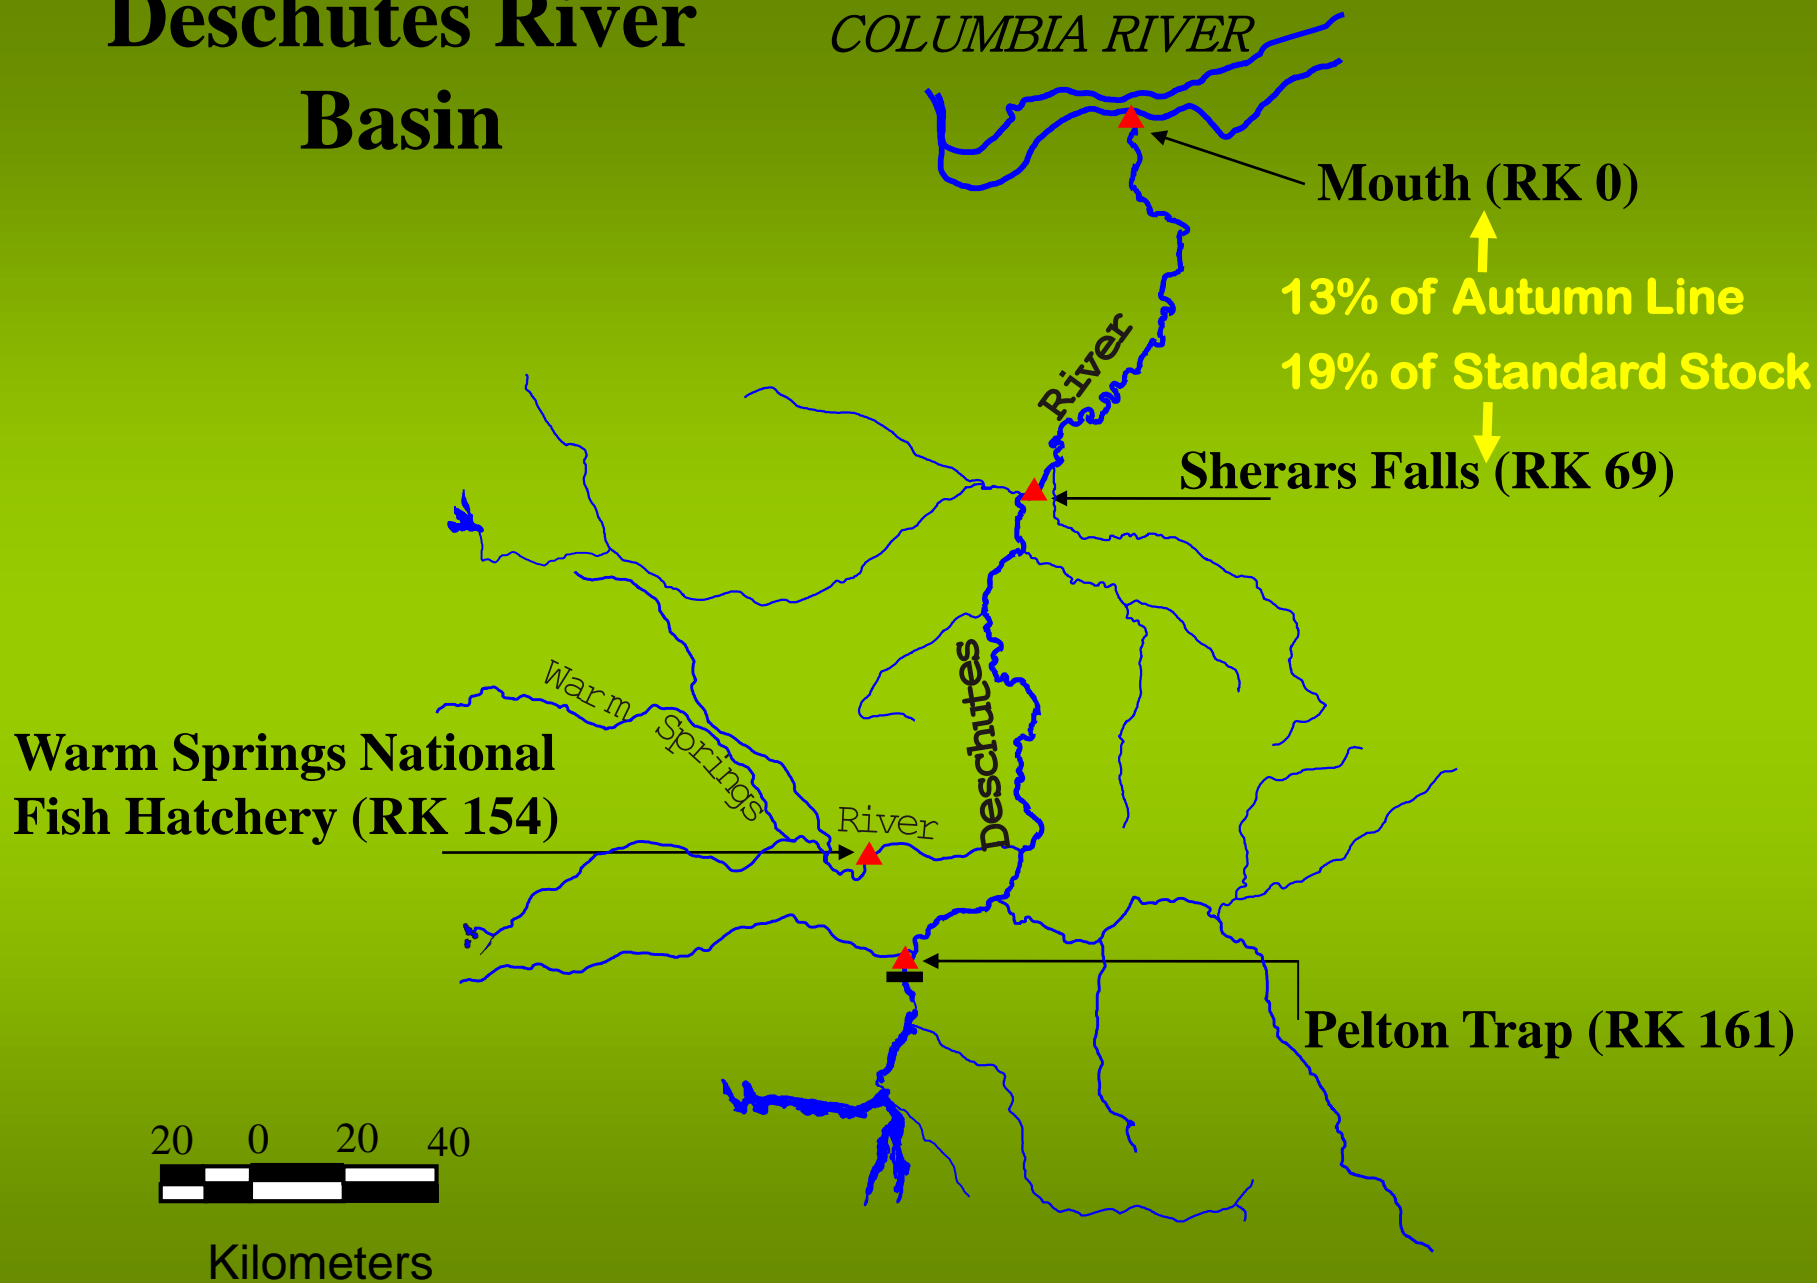 Deschutes River
Basin
COLUMBIA RIVER
Mouth (RK 0)
13% of Autumn Line
19% of Standard Stock
River
Sherars Falls (RK 69)
Deschutes
Warm Springs
River
Warm Springs National
Fish Hatchery (RK 154)
Pelton Trap (RK 161)
20 0 20 40
Kilometers